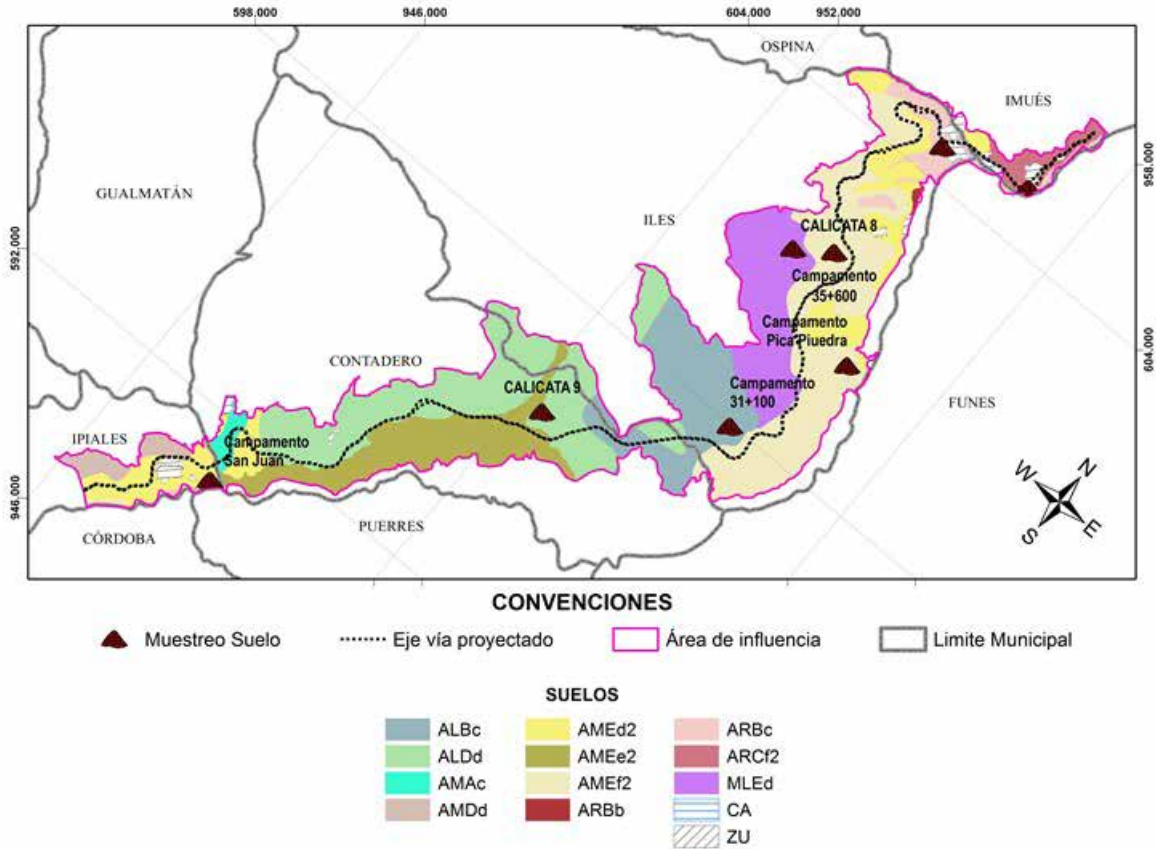 598.000
946.000
604.000
952.000
OSPINA
IMUÉS
958.000
GUALMATÁN
ILES
592.000
CALICATA 8
Campamento
35+600
Campamento
Pica Piuedra
604.000
CONTADERO
CALICATA 9
Campamento
31+100
FUNES
IPIALES
Campamento
San Juan
946.000
CÓRDOBA
PUERRES
W
N
S
E
CONVENCIONES
Muestreo Suelo
Eje vía proyectado
Área de influencia
Limite Municipal
SUELOS
ALBc
AMEd2
ARBc
ALDd
AMEe2
ARCf2
AMAc
AMEf2
MLEd
AMDd
ARBb
CA
ZU